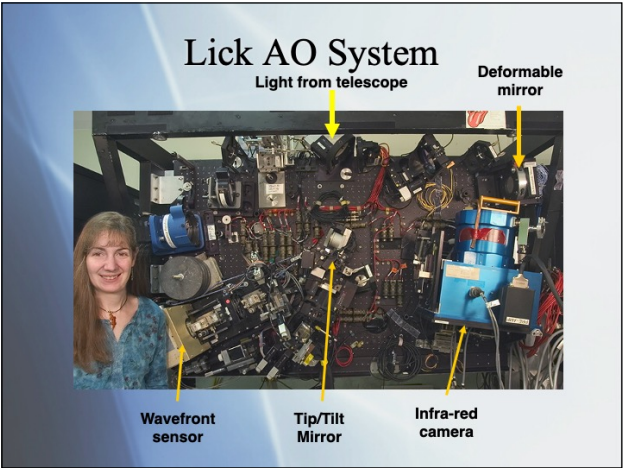 Lick AO System
Light from telescope
Deformable
mirror
Wavefront
sensor
Tip/Tilt
Mirror
Infra-red
camera